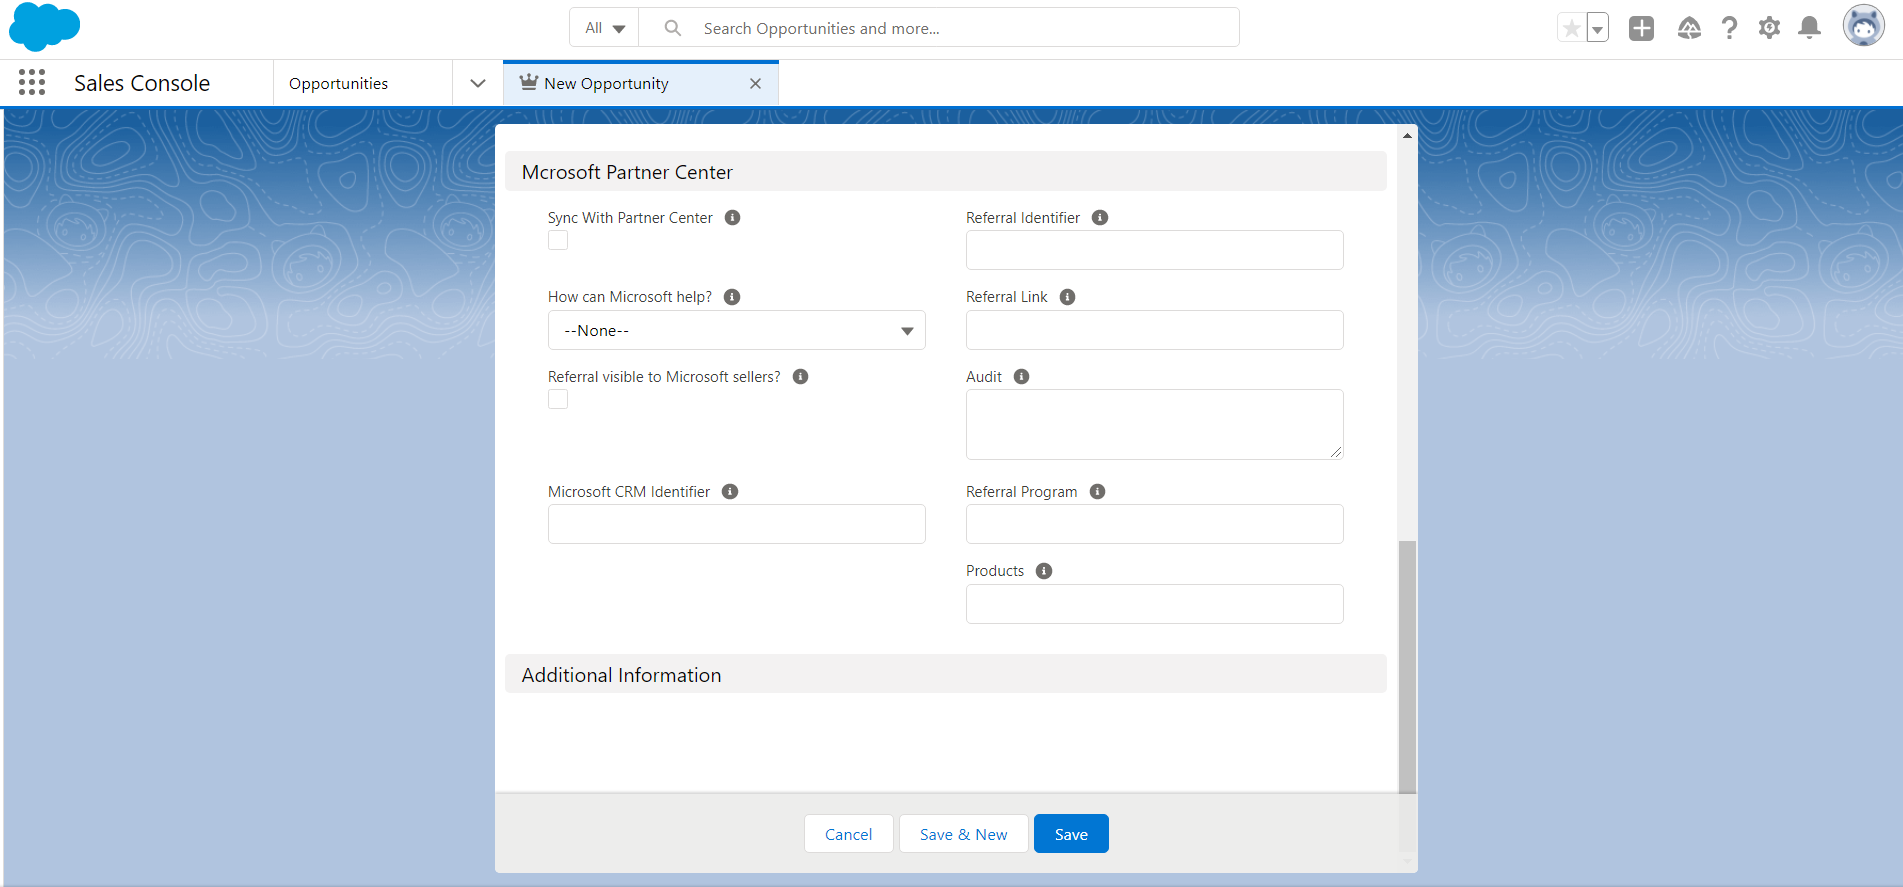 All
Search Opportunities and more...
Sales Console
Opportunities
New Opportunity
Mcrosoft Partner Center
Sync With Partner Center
Referral Identifier
How can Microsoft help?
Referral Link
--None--
Referral visible to Microsoft sellers?
Audit
Microsoft CRM Identifier
Referral Program
Products
Additional Information
Cancel
Save & New
Save